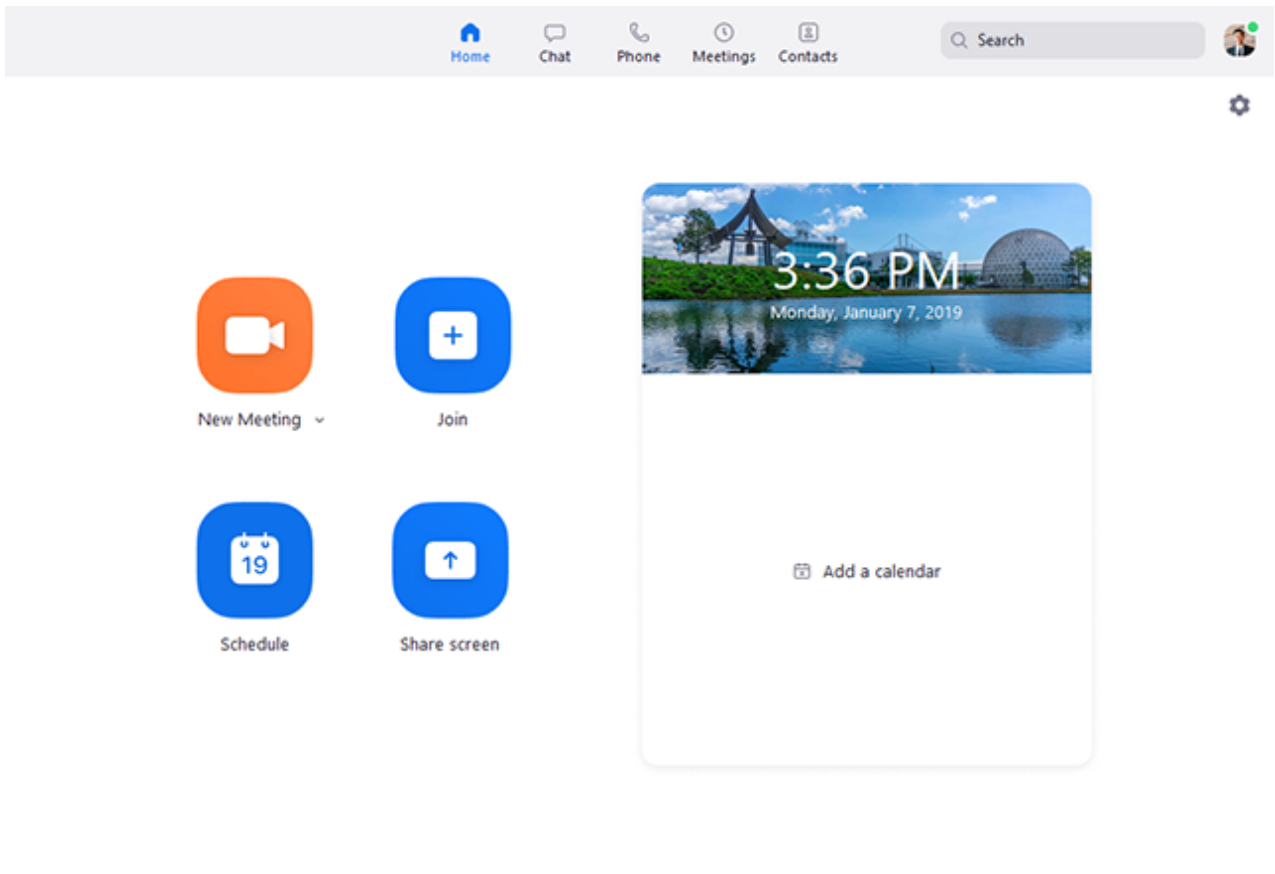 Home
Chat
Phone
Meetings
Contacts
Search
3:36 PM
Monday, January 7, 2019
New Meeting
Join
19
Schedule
Share screen
Add a calendar